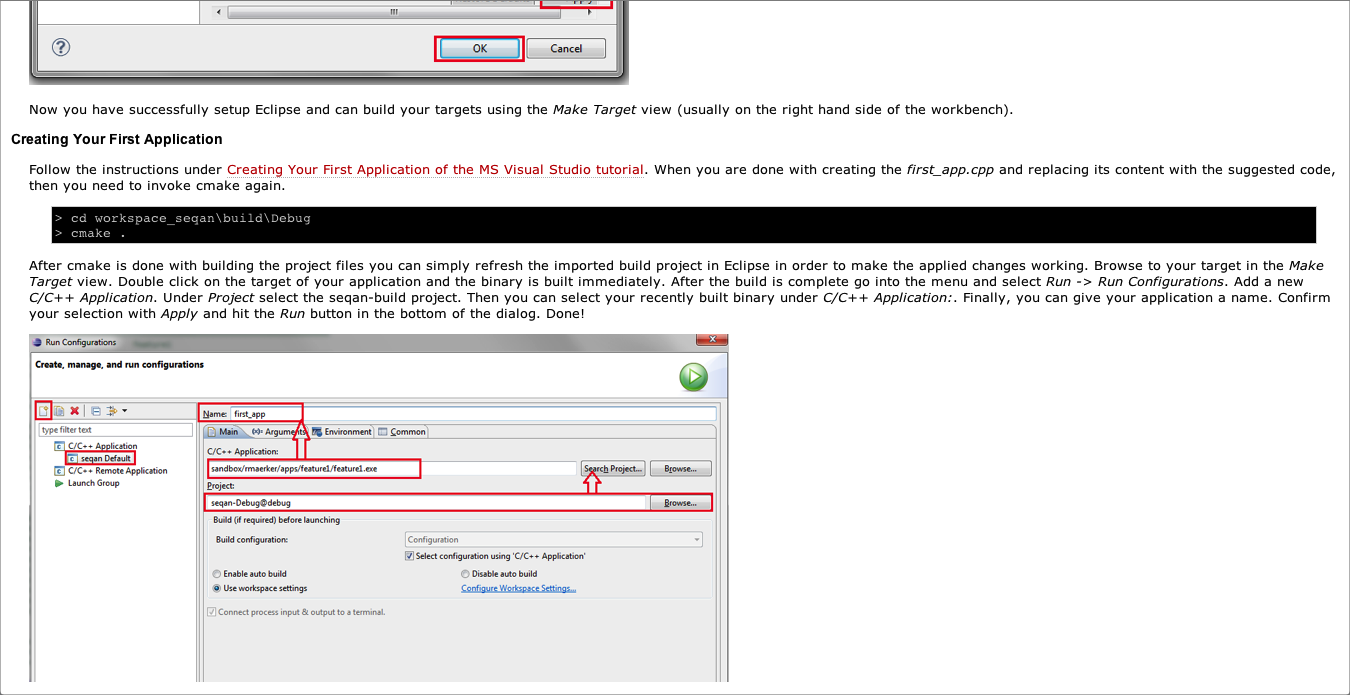 OK
Cancel
Now you have successfully setup Eclipse and can build your targets using the Make Target view (usually on the right hand side of the workbench).
Creating Your First Application
Follow the instructions under Creating Your First Application of the MS Visual Studio tutorial. When you are done with creating the first_app.cpp and replacing its content with the suggested code,
then you need to invoke cmake again.
> cd workspace_seqan\build\Debug
> cmake .
After cmake is done with building the project files you can simply refresh the imported build project in Eclipse in order to make the applied changes working. Browse to your target in the Make
Target view. Double click on the target of your application and the binary is built immediately. After the build is complete go into the menu and select Run -> Run Configurations. Add a new
C/C++ Application. Under Project select the seqan-build project. Then you can select your recently built binary under C/C++ Application:. Finally, you can give your application a name. Confirm
your selection with Apply and hit the Run button in the bottom of the dialog. Done!
Run Configurations
Create, manage, and run configurations
Name: first_app
type filter text
Main Arguments Environment Common
C/C++ Application
seqan Default
C/C++ Remote Application
Launch Group
C/C++ Application:
sandbox/rmaerker/apps/feature1/feature1.exe
Search Project... Browse...
Project:
seqan-Debug@debug
Browse...
Build (if required) before launching
Build configuration: Configuration
Select configuration using 'C/C++ Application'
Enable auto build Disable auto build
Use workspace settings Configure Workspace Settings...
Connect process input & output to a terminal.